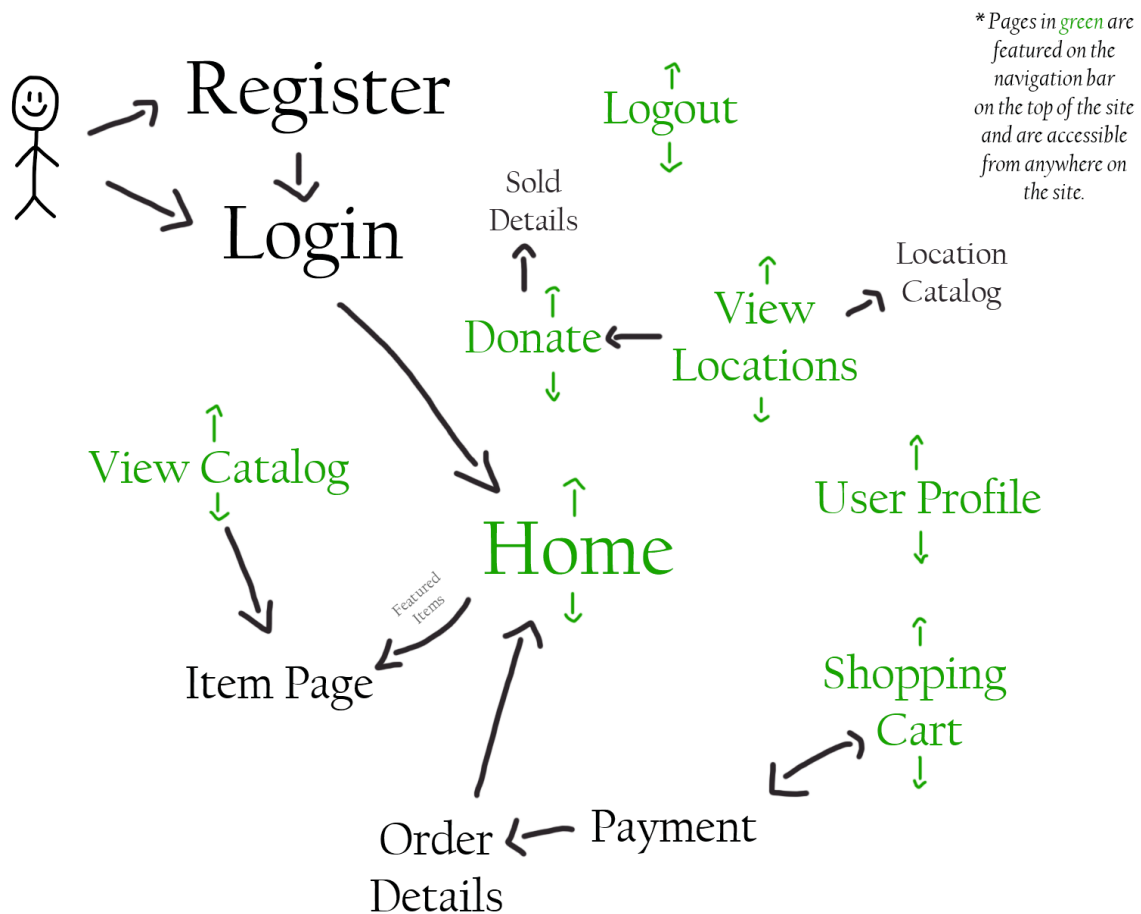 * Pages in green are
featured on the
navigation bar
on the top of the site
and are accessible
from anywhere on
the site.
Register
Logout
Login
Sold
Details
Location
Catalog
View
Locations
Donate
View Catalog
User Profile
Home
Featured
Items
Item Page
Shopping
Cart
Payment
Order
Details